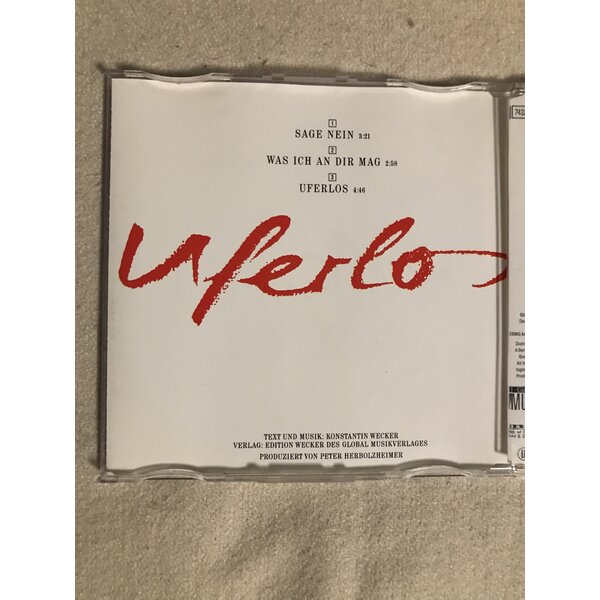 1
SAGE NEIN 3:21
2
WAS ICH AN DIR MAG 2:58
3
UFERLOS 4:46
Uferlos
TEXT UND MUSIK: KONSTANTIN WECKER
VERLAG: EDITION WECKER DES GLOBAL MUSIKVERLAGES
PRODUZIERT VON PETER HERBOLZHEIMER